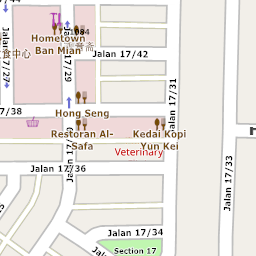 1084
Hometown
Ban Mian
Jalan 17/42
食中心
Jalan 17/27
Jalan 17/29
Jalan 17/31
17/38
Hong Seng
Restoran Al-
Safa
Kedai Kopi
Yun Kei
Veterinary
Jalan 17/34
Jalan 17/36
Jalan 17/33
Section 17